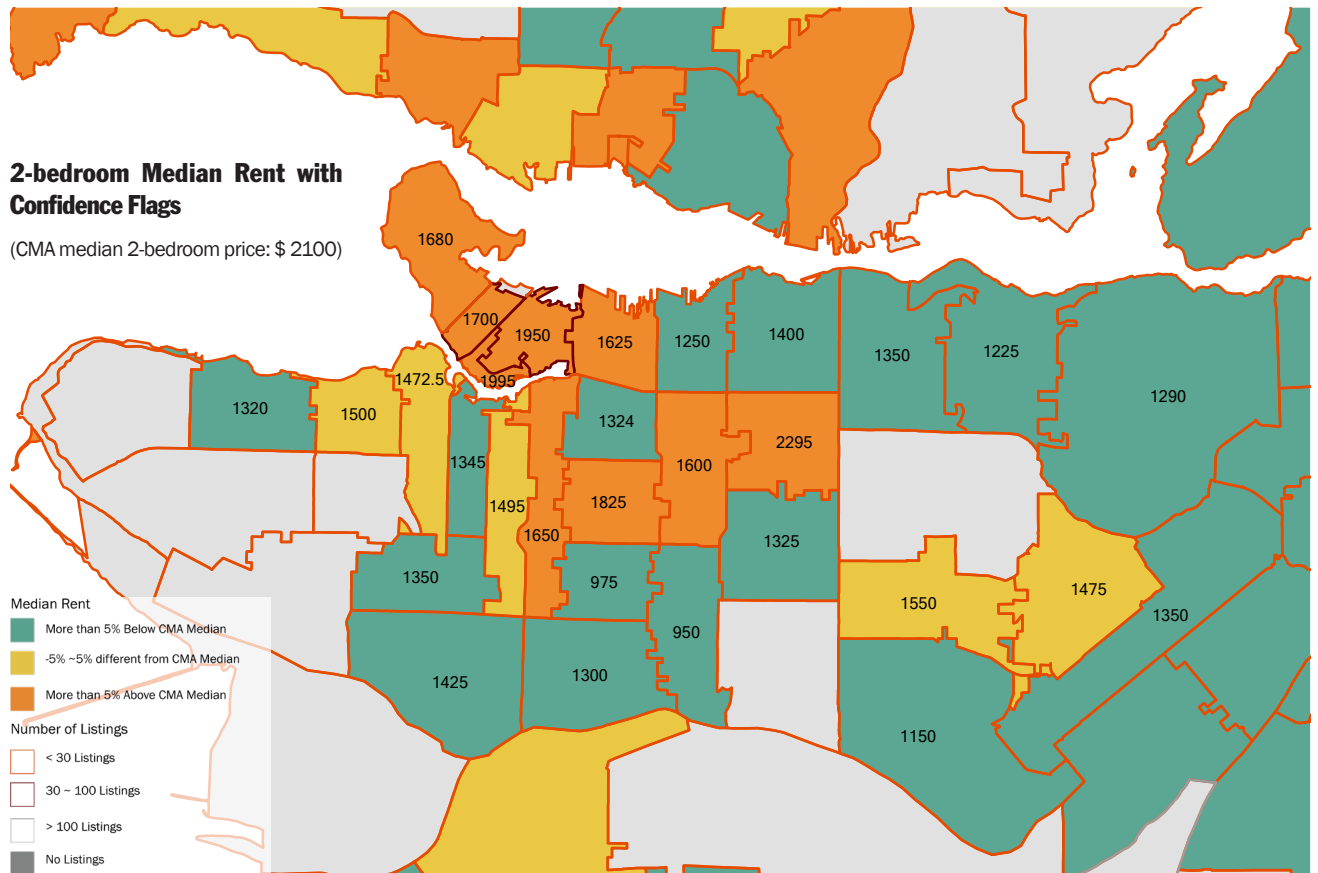 2-bedroom Median Rent with
Confidence Flags
(CMA median 2-bedroom price: $ 2100)
1680
1700
1950
1625
1250
1400
1350
1225
1290
1995
1472.5
1320
1500
1324
1345
1600
2295
1495
1825
1650
1325
1350
975
1550
1475
1350
950
1425
1300
1150
Median Rent
More than 5% Below CMA Median
-5% ~5% different from CMA Median
More than 5% Above CMA Median
Number of Listings
< 30 Listings
30 ~ 100 Listings
> 100 Listings
No Listings